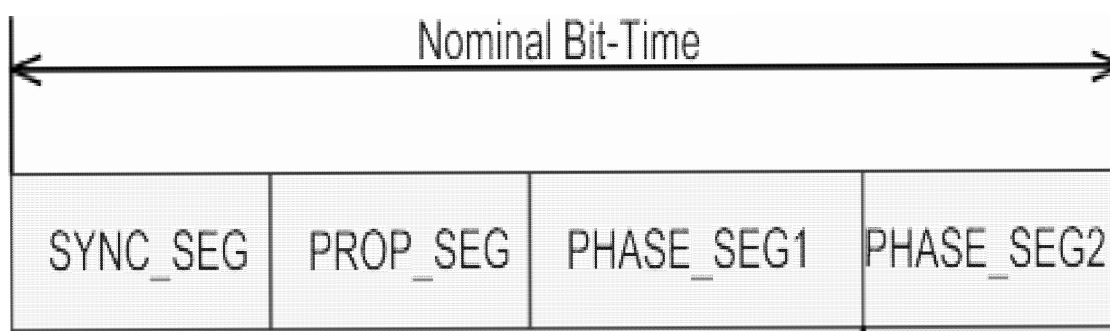 Nominal Bit-Time
SYNC_SEG PROP_SEG PHASE_SEG1 PHASE_SEG2